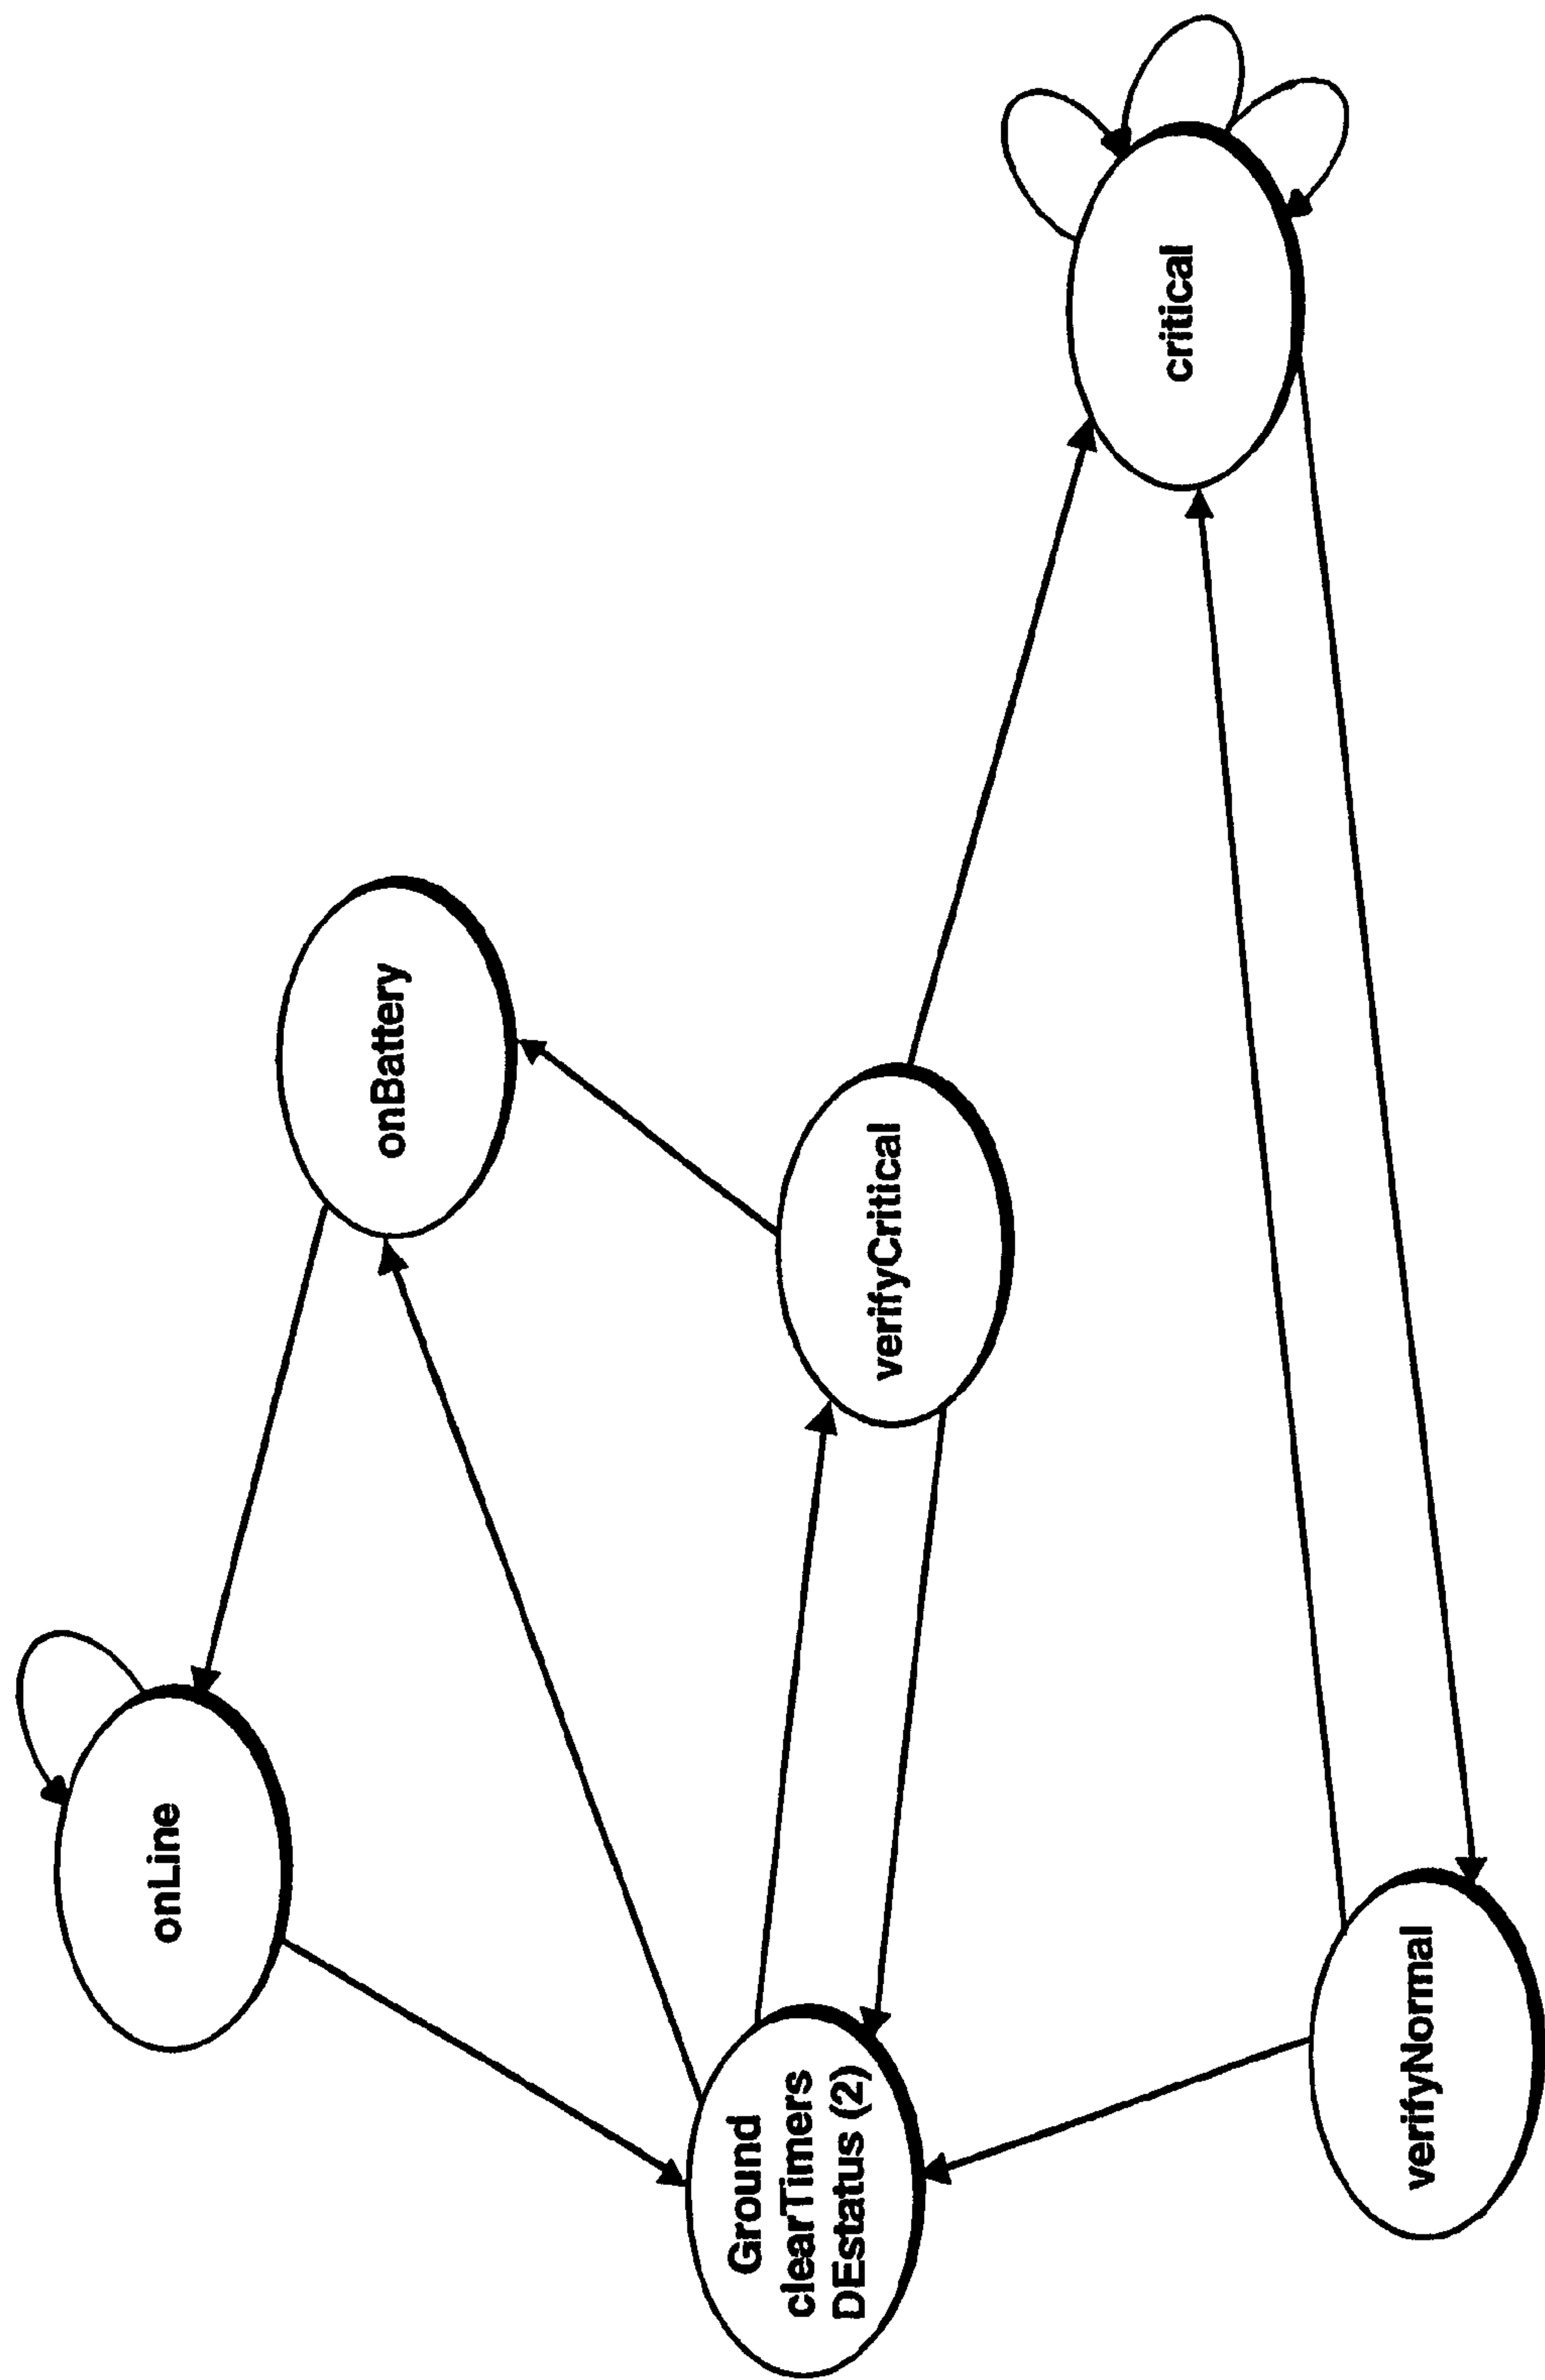 onLine
onBattery
Ground
clearTimers
DEstatus (2)
verifyCritical
critical
verifyNormal